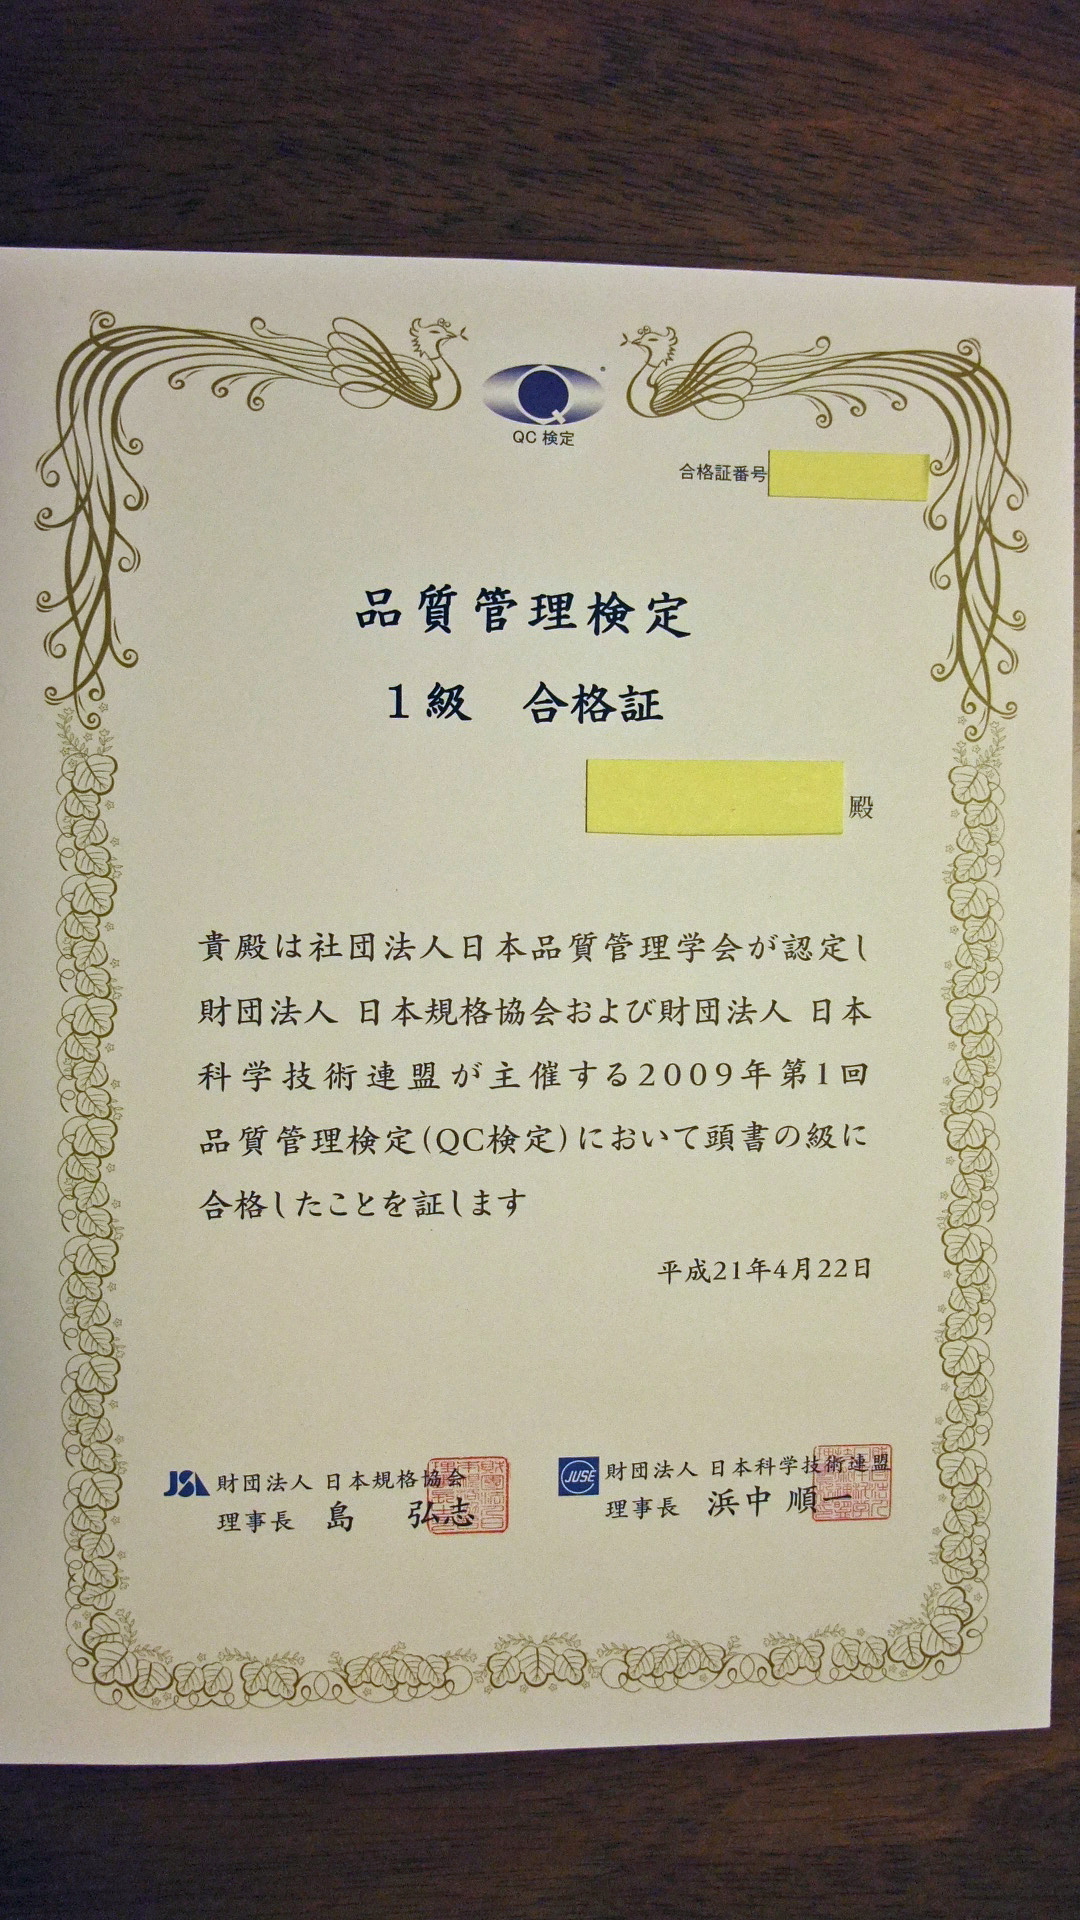 QC 検定
合格証番号
品質管理検定
1級 合格証
殿
貴殿は社団法人日本品質管理学会が認定し
財団法人 日本規格協会および財団法人 日本
科学技術連盟が主催する2009年第1回
品質管理検定(QC検定)において頭書の級に
合格したことを証します
平成21年4月22日
JSA 財団法人 日本規格協会
理事長 島 弘志
JUSE 財団法人 日本科学技術連盟
理事長 浜中 順一